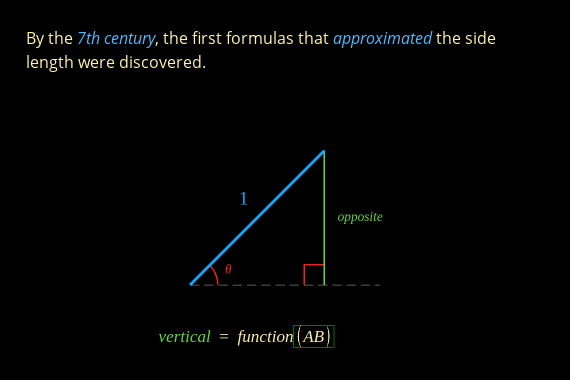 By the 7th century, the first formulas that approximated the side
length were discovered.
1
opposite
θ
vertical = function(AB)